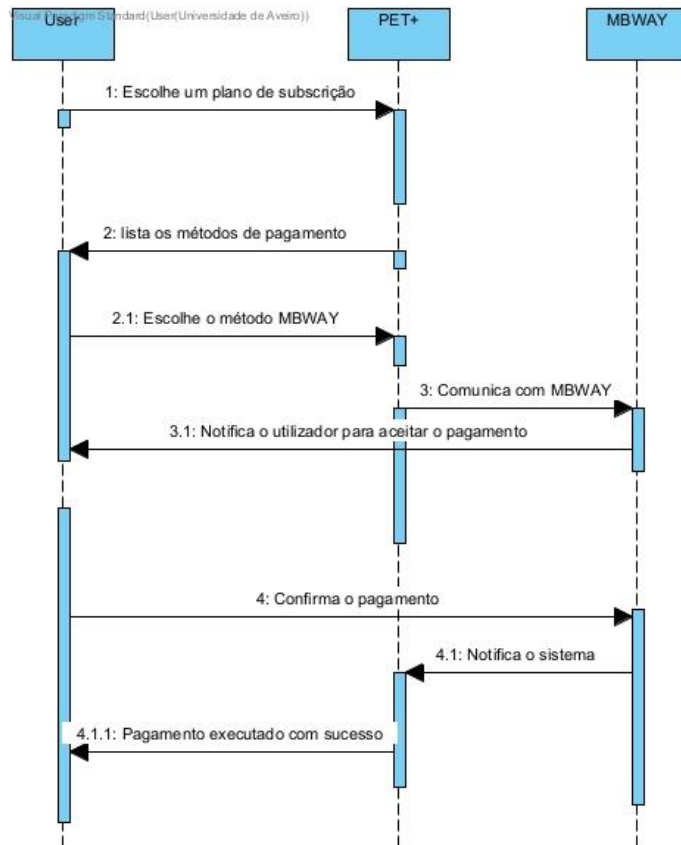 Visual Paradigm Standard(User(Universidade de Aveiro))
User
PET+
MBWAY
1: Escolhe um plano de subscrição
2: lista os métodos de pagamento
2.1: Escolhe o método MBWAY
3: Comunica com MBWAY
3.1: Notifica o utilizador para aceitar o pagamento
4: Confirma o pagamento
4.1: Notifica o sistema
4.1.1: Pagamento executado com sucesso